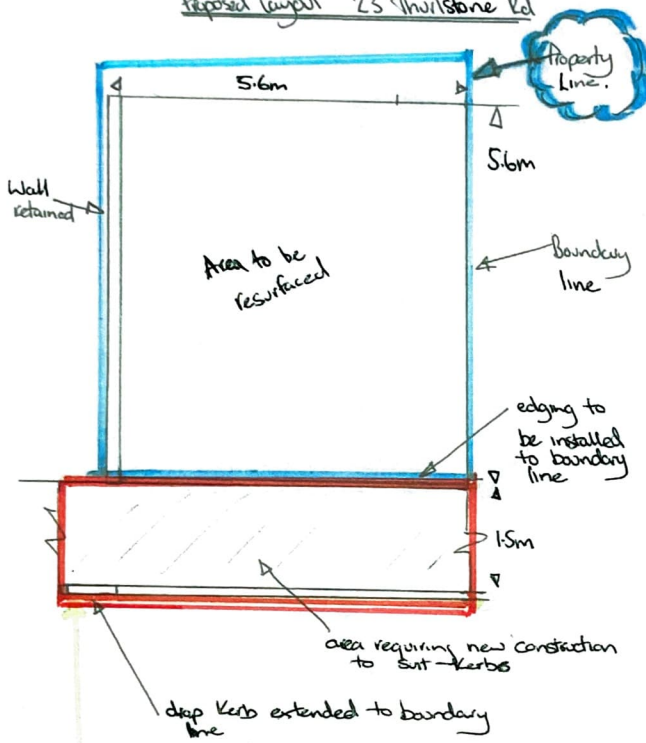 Proposed Layout 25 Thurlstone Rd
Property
Line.
5.6m
5.6m
Wall
retained
Area to be
resurfaced
Boundary
line
edging to
be installed
to boundary
line
1.5m
area requiring new construction
to suit kerbs
drop kerb extended to boundary
line